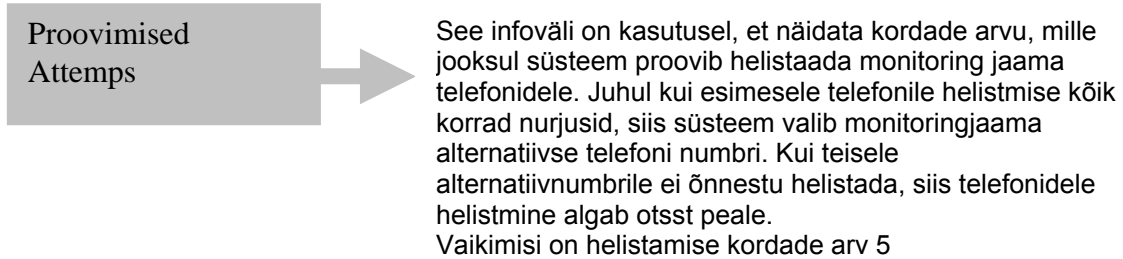 Proovimised
Attemps
See infoväli on kasutusel, et näidata kordade arvu, mille
jooksul süsteem proovib helistaada monitoring jaama
telefonidele. Juhul kui esimesele telefonile helistmise kõik
korrad nurjusid, siis süsteem valib monitoringjaama
alternatiivse telefoni numbri. Kui teisele
alternatiivnumbrile ei õnnestu helistada, siis telefonidele
helistmine algab otsst peale.
Vaikimisi on helistamise kordade arv 5